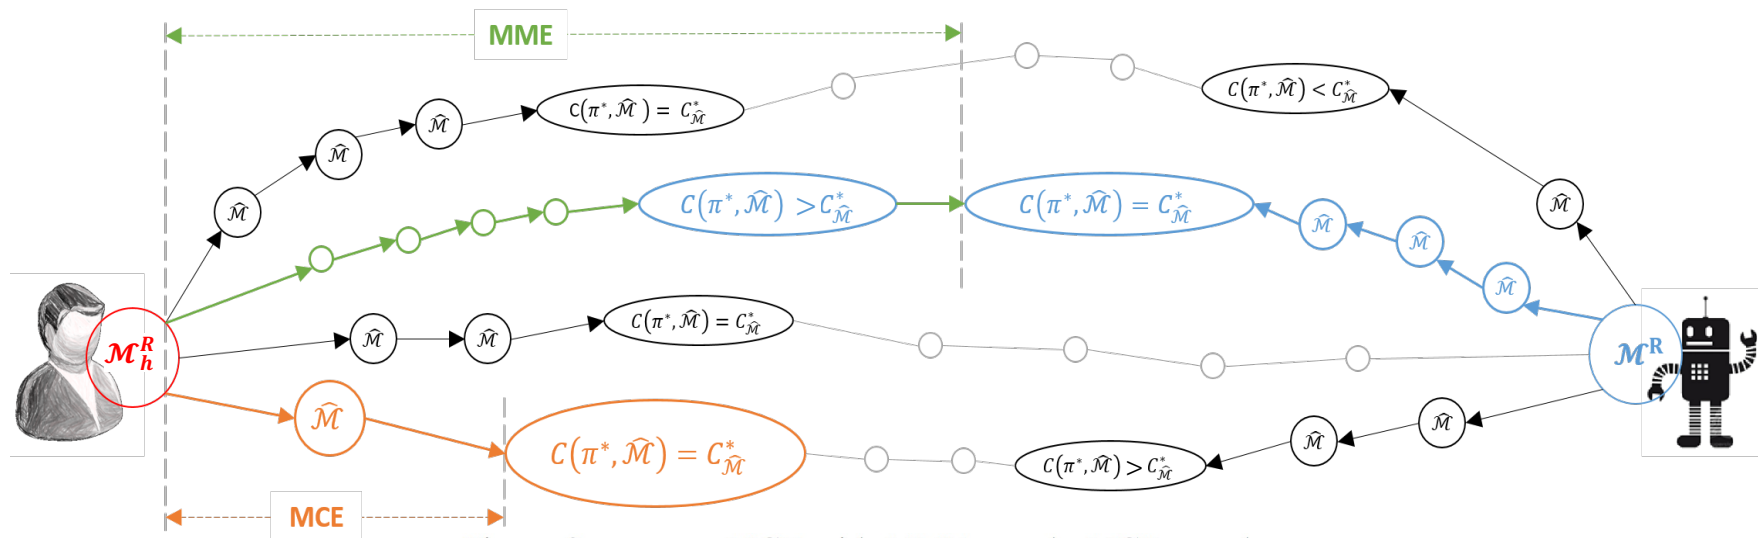 MME
C(π*, ℳ̂) = C*_ℳ̂
C(π*, ℳ̂) < C*_ℳ̂
ℳ̂
ℳ̂
ℳ̂
ℳ̂
C(π*, ℳ̂) > C*_ℳ̂
C(π*, ℳ̂) = C*_ℳ̂
ℳ̂
ℳ̂
ℳ̂
ℳ^R_h
ℳ̂
ℳ̂
C(π*, ℳ̂) = C*_ℳ̂
ℳ^R
ℳ̂
C(π*, ℳ̂) = C*_ℳ̂
C(π*, ℳ̂) > C*_ℳ̂
ℳ̂
ℳ̂
MCE